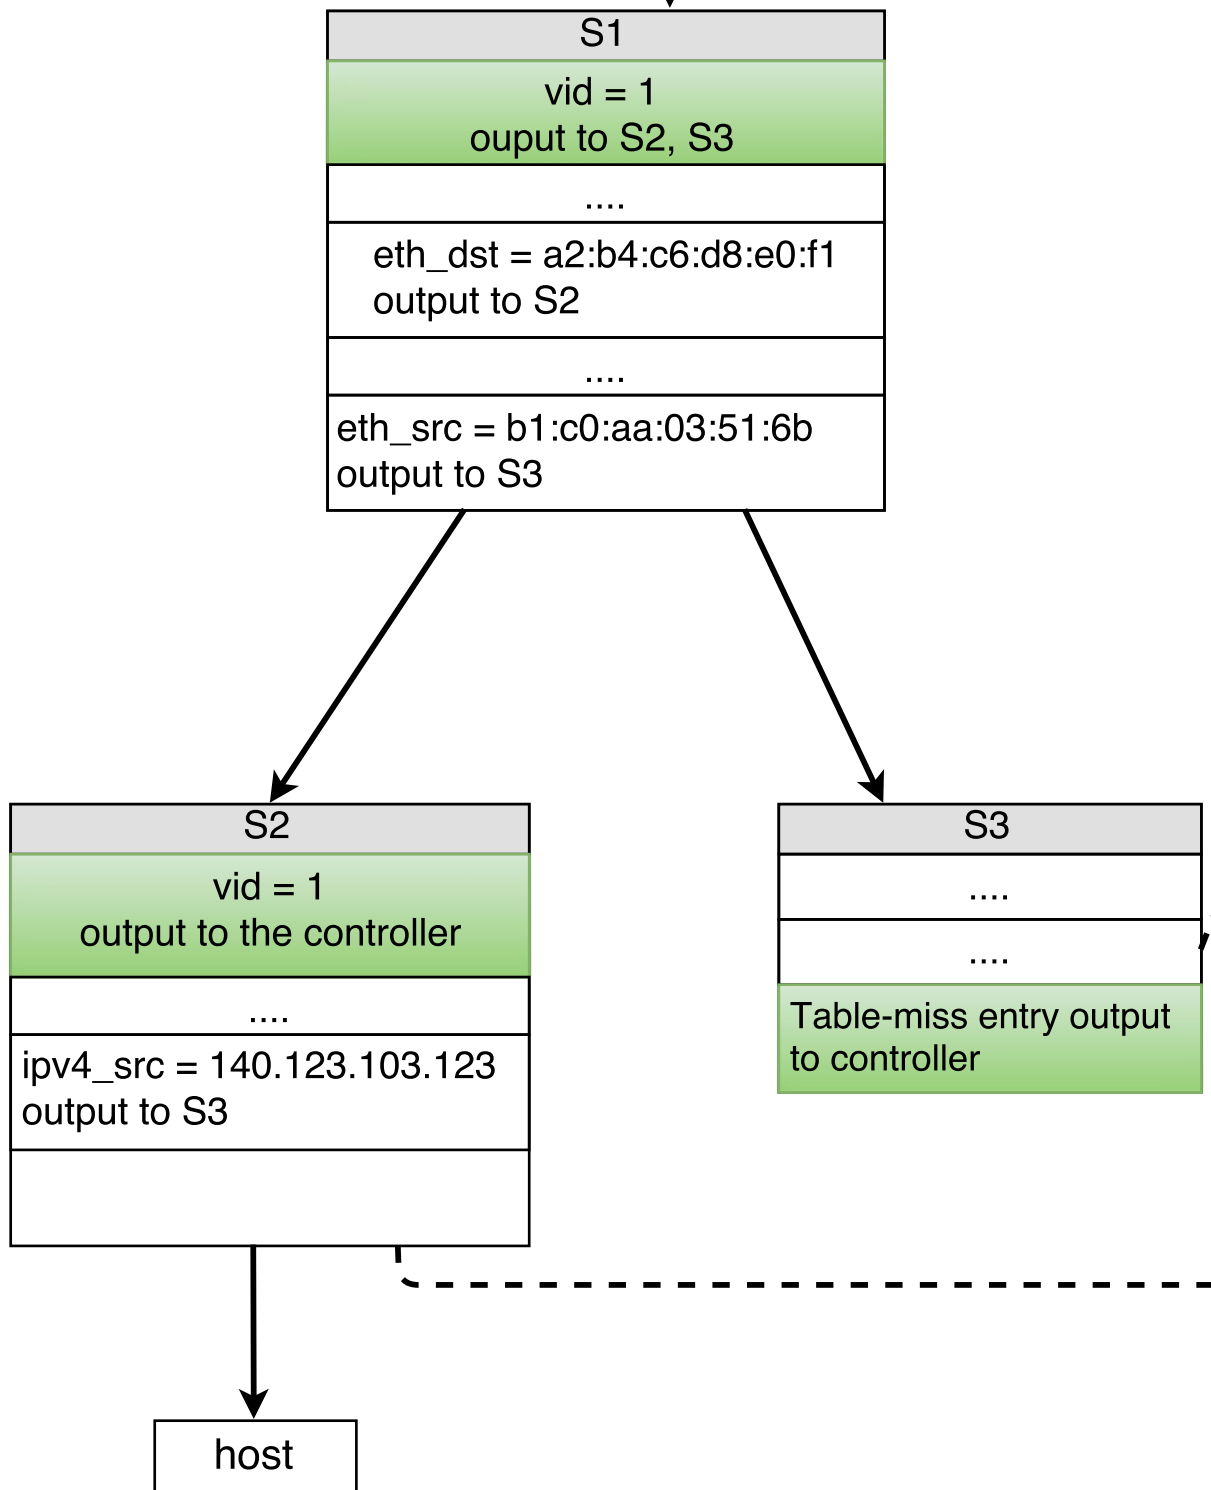 S1
vid = 1
ouput to S2, S3
....
eth_dst = a2:b4:c6:d8:e0:f1
output to S2
....
eth_src = b1:c0:aa:03:51:6b
output to S3
S2
vid = 1
output to the controller
....
ipv4_src = 140.123.103.123
output to S3
S3
....
....
Table-miss entry output
to controller
host